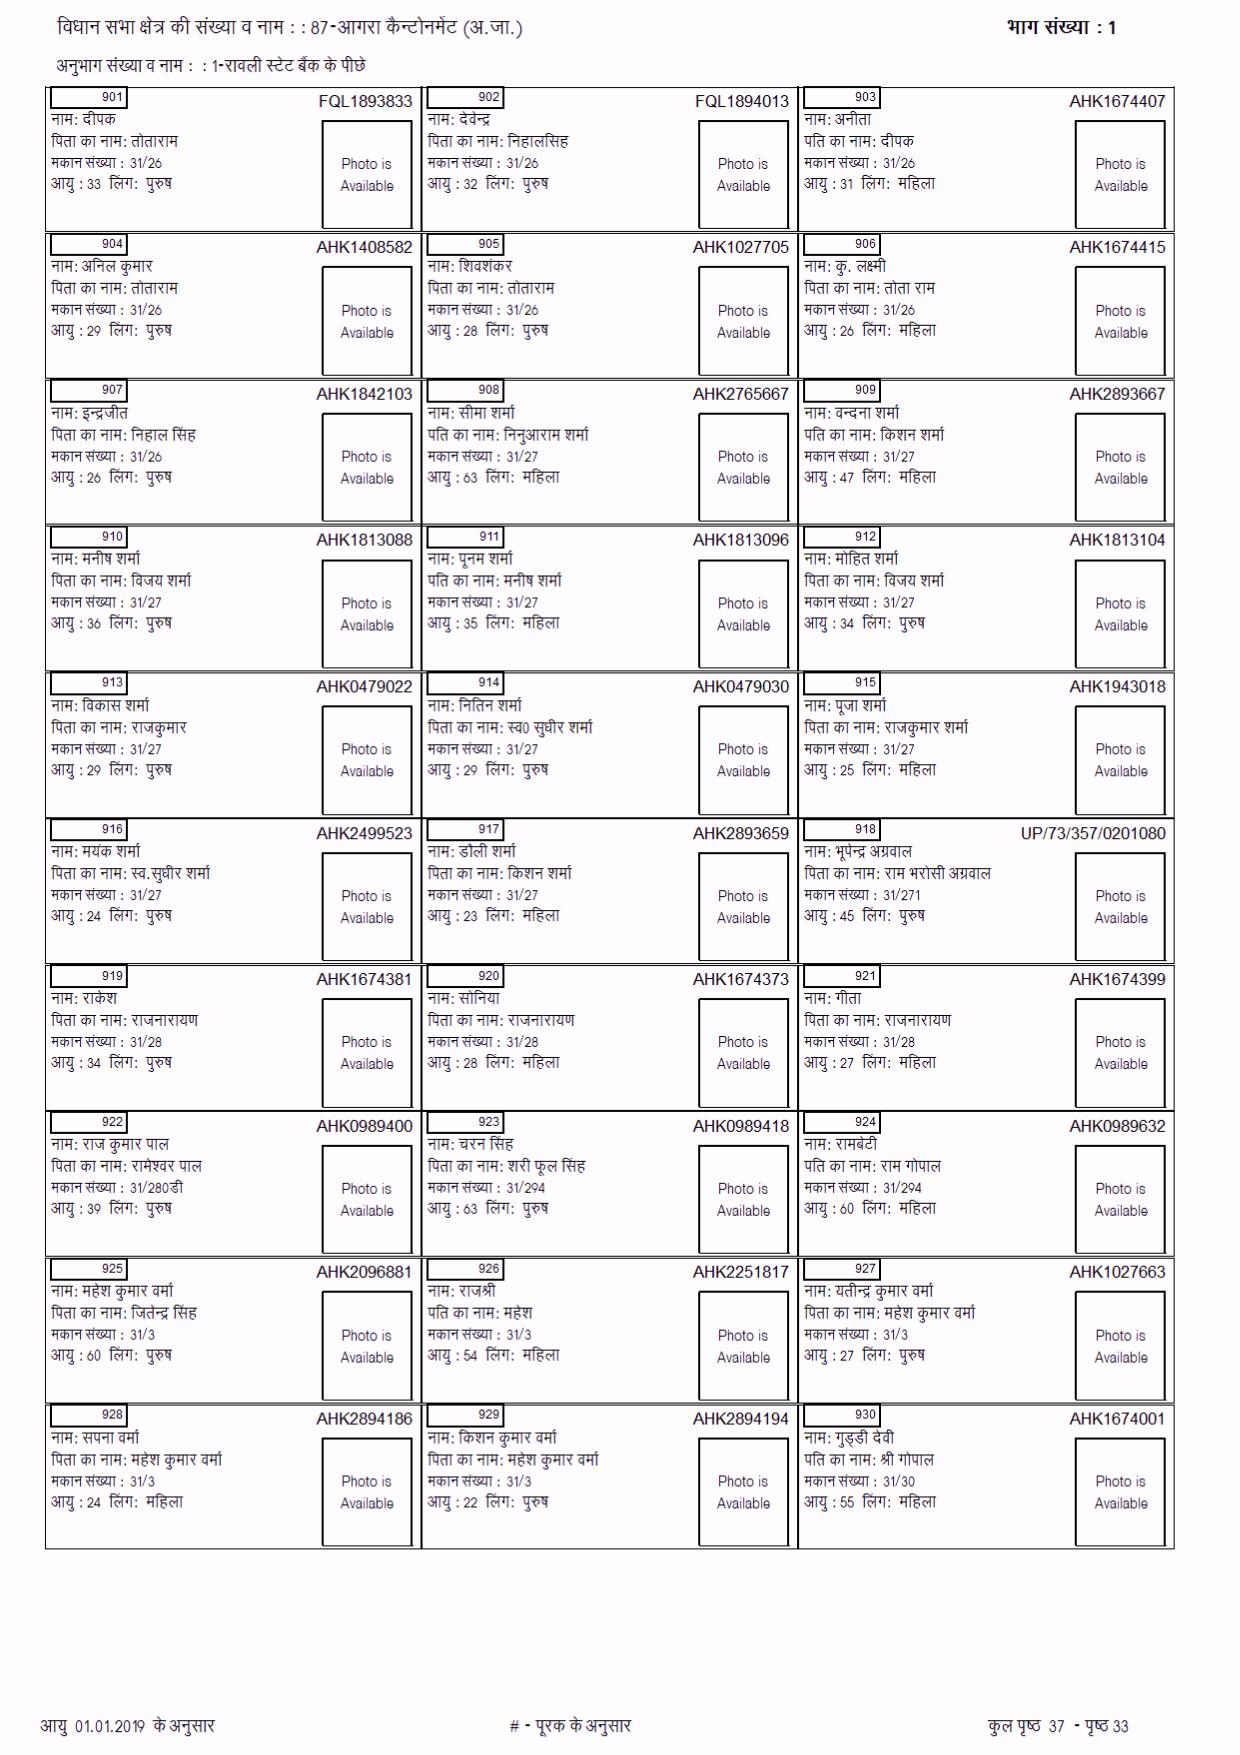 विधान सभा क्षेत्र की संख्या व नाम : : 87-आगरा कैन्टोनमेंट (अ.जा.)
भाग संख्या : 1
अनुभाग संख्या व नाम : : 1-रावली स्टेट बैंक के पीछे
901
FQL1893833
नाम: दीपक
पिता का नाम: तोताराम
मकान संख्या : 31/26
आयु : 33 लिंग: पुरुष
Photo is
Available
902
FQL1894013
नाम: देवेन्द्र
पिता का नाम: निहालसिह
मकान संख्या : 31/26
आयु : 32 लिंग: पुरुष
Photo is
Available
903
AHK1674407
नाम: अनीता
पति का नाम: दीपक
मकान संख्या : 31/26
आयु : 31 लिंग: महिला
Photo is
Available
904
AHK1408582
नाम: अनिल कुमार
पिता का नाम: तोताराम
मकान संख्या : 31/26
आयु : 29 लिंग: पुरुष
Photo is
Available
905
AHK1027705
नाम: शिवशंकर
पिता का नाम: तोताराम
मकान संख्या : 31/26
आयु : 28 लिंग: पुरुष
Photo is
Available
906
AHK1674415
नाम: कु. लक्ष्मी
पिता का नाम: तोता राम
मकान संख्या : 31/26
आयु : 26 लिंग: महिला
Photo is
Available
907
AHK1842103
नाम: इन्द्रजीत
पिता का नाम: निहाल सिंह
मकान संख्या : 31/26
आयु : 26 लिंग: पुरुष
Photo is
Available
908
AHK2765667
नाम: सीमा शर्मा
पति का नाम: निनुआराम शर्मा
मकान संख्या : 31/27
आयु : 63 लिंग: महिला
Photo is
Available
909
AHK2893667
नाम: वन्दना शर्मा
पति का नाम: किशन शर्मा
मकान संख्या : 31/27
आयु : 47 लिंग: महिला
Photo is
Available
910
AHK1813088
नाम: मनीष शर्मा
पिता का नाम: विजय शर्मा
मकान संख्या : 31/27
आयु : 36 लिंग: पुरुष
Photo is
Available
911
AHK1813096
नाम: पूनम शर्मा
पति का नाम: मनीष शर्मा
मकान संख्या : 31/27
आयु : 35 लिंग: महिला
Photo is
Available
912
AHK1813104
नाम: मोहित शर्मा
पिता का नाम: विजय शर्मा
मकान संख्या : 31/27
आयु : 34 लिंग: पुरुष
Photo is
Available
913
AHK0479022
नाम: विकास शर्मा
पिता का नाम: राजकुमार
मकान संख्या : 31/27
आयु : 29 लिंग: पुरुष
Photo is
Available
914
AHK0479030
नाम: नितिन शर्मा
पिता का नाम: स्व0 सुधीर शर्मा
मकान संख्या : 31/27
आयु : 29 लिंग: पुरुष
Photo is
Available
915
AHK1943018
नाम: पूजा शर्मा
पिता का नाम: राजकुमार शर्मा
मकान संख्या : 31/27
आयु : 25 लिंग: महिला
Photo is
Available
916
AHK2499523
नाम: मयंक शर्मा
पिता का नाम: स्व.सुधीर शर्मा
मकान संख्या : 31/27
आयु : 24 लिंग: पुरुष
Photo is
Available
917
AHK2893659
नाम: डौली शर्मा
पिता का नाम: किशन शर्मा
मकान संख्या : 31/27
आयु : 23 लिंग: महिला
Photo is
Available
918
UP/73/357/0201080
नाम: भूपेन्द्र अग्रवाल
पिता का नाम: राम भरोसी अग्रवाल
मकान संख्या : 31/271
आयु : 45 लिंग: पुरुष
Photo is
Available
919
AHK1674381
नाम: राकेश
पिता का नाम: राजनारायण
मकान संख्या : 31/28
आयु : 34 लिंग: पुरुष
Photo is
Available
920
AHK1674373
नाम: सोनिया
पिता का नाम: राजनारायण
मकान संख्या : 31/28
आयु : 28 लिंग: महिला
Photo is
Available
921
AHK1674399
नाम: गीता
पिता का नाम: राजनारायण
मकान संख्या : 31/28
आयु : 27 लिंग: महिला
Photo is
Available
922
AHK0989400
नाम: राज कुमार पाल
पिता का नाम: रामेश्वर पाल
मकान संख्या : 31/280डी
आयु : 39 लिंग: पुरुष
Photo is
Available
923
AHK0989418
नाम: चरन सिंह
पिता का नाम: शरी फूल सिंह
मकान संख्या : 31/294
आयु : 63 लिंग: पुरुष
Photo is
Available
924
AHK0989632
नाम: रामबेटी
पति का नाम: राम गोपाल
मकान संख्या : 31/294
आयु : 60 लिंग: महिला
Photo is
Available
925
AHK2096881
नाम: महेश कुमार वर्मा
पिता का नाम: जितेन्द्र सिंह
मकान संख्या : 31/3
आयु : 60 लिंग: पुरुष
Photo is
Available
926
AHK2251817
नाम: राजश्री
पति का नाम: महेश
मकान संख्या : 31/3
आयु : 54 लिंग: महिला
Photo is
Available
927
AHK1027663
नाम: यतीन्द्र कुमार वर्मा
पिता का नाम: महेश कुमार वर्मा
मकान संख्या : 31/3
आयु : 27 लिंग: पुरुष
Photo is
Available
928
AHK2894186
नाम: सपना वर्मा
पिता का नाम: महेश कुमार वर्मा
मकान संख्या : 31/3
आयु : 24 लिंग: महिला
Photo is
Available
929
AHK2894194
नाम: किशन कुमार वर्मा
पिता का नाम: महेश कुमार वर्मा
मकान संख्या : 31/3
आयु : 22 लिंग: पुरुष
Photo is
Available
930
AHK1674001
नाम: गुड्डी देवी
पति का नाम: श्री गोपाल
मकान संख्या : 31/30
आयु : 55 लिंग: महिला
Photo is
Available
आयु 01.01.2019 के अनुसार
# - पूरक के अनुसार
कुल पृष्ठ 37 - पृष्ठ 33